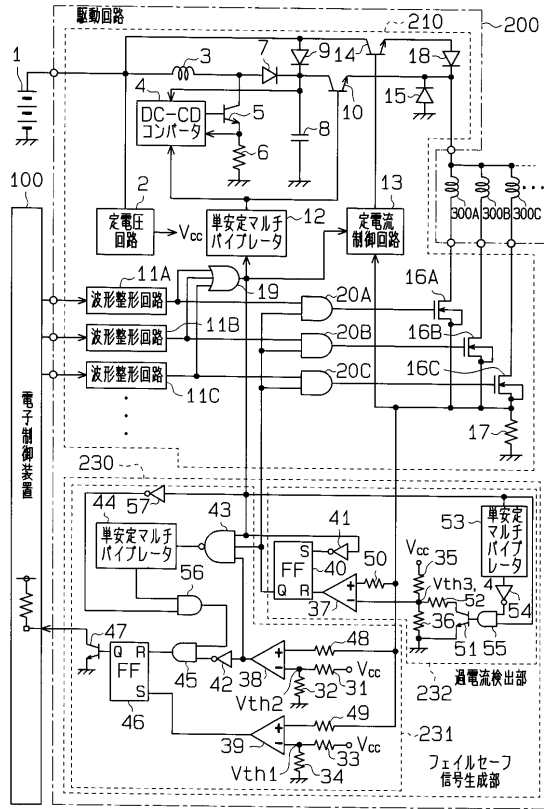 駆動回路
210
200
1
3
7
9
14
18
4
DC-CD
コンバータ
5
10
15
6
8
100
2
定電圧
回路
Vcc
12
単安定マルチ
バイブレータ
13
定電流
制御回路
300A
300B
300C
11A
波形整形回路
19
20A
16A
11B
波形整形回路
20B
16B
11C
波形整形回路
20C
16C
17
電子制御装置
230
57
44
単安定マルチ
バイブレータ
43
41
40
FF
S
R
Q
50
37
53
単安定
マルチ
バイブ
レータ
Vcc
35
Vth3,4
52
54
36
51
55
56
47
Q
FF
R
S
46
45
42
38
48
Vcc
32
31
Vth2
39
49
Vcc
33
Vth1
34
232
過電流検出部
231
フェイルセーフ
信号生成部